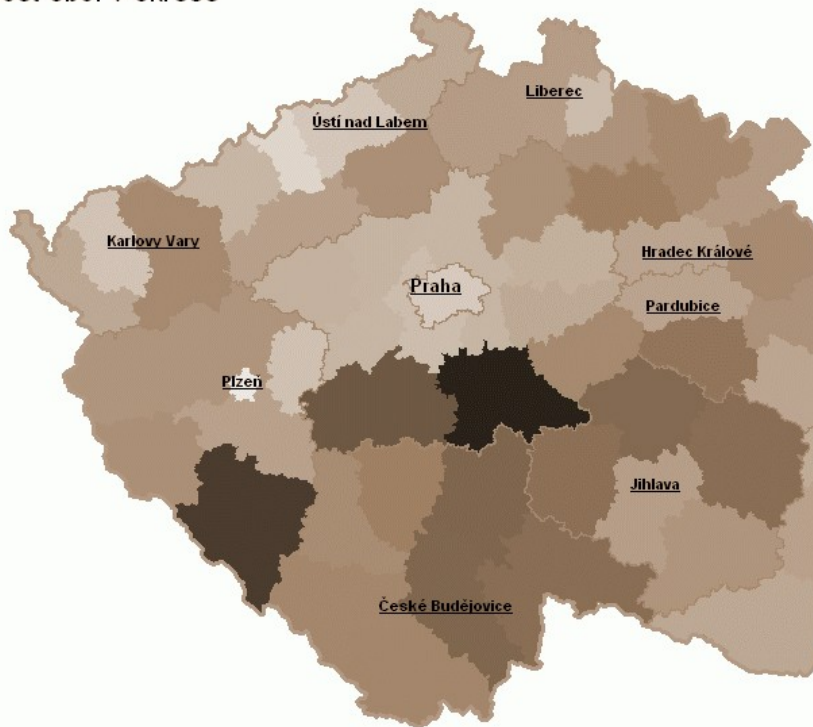 Liberec
Ústí nad Labem
Karlovy Vary
Hradec Králové
Praha
Pardubice
Plzeň
Jihlava
České Budějovice